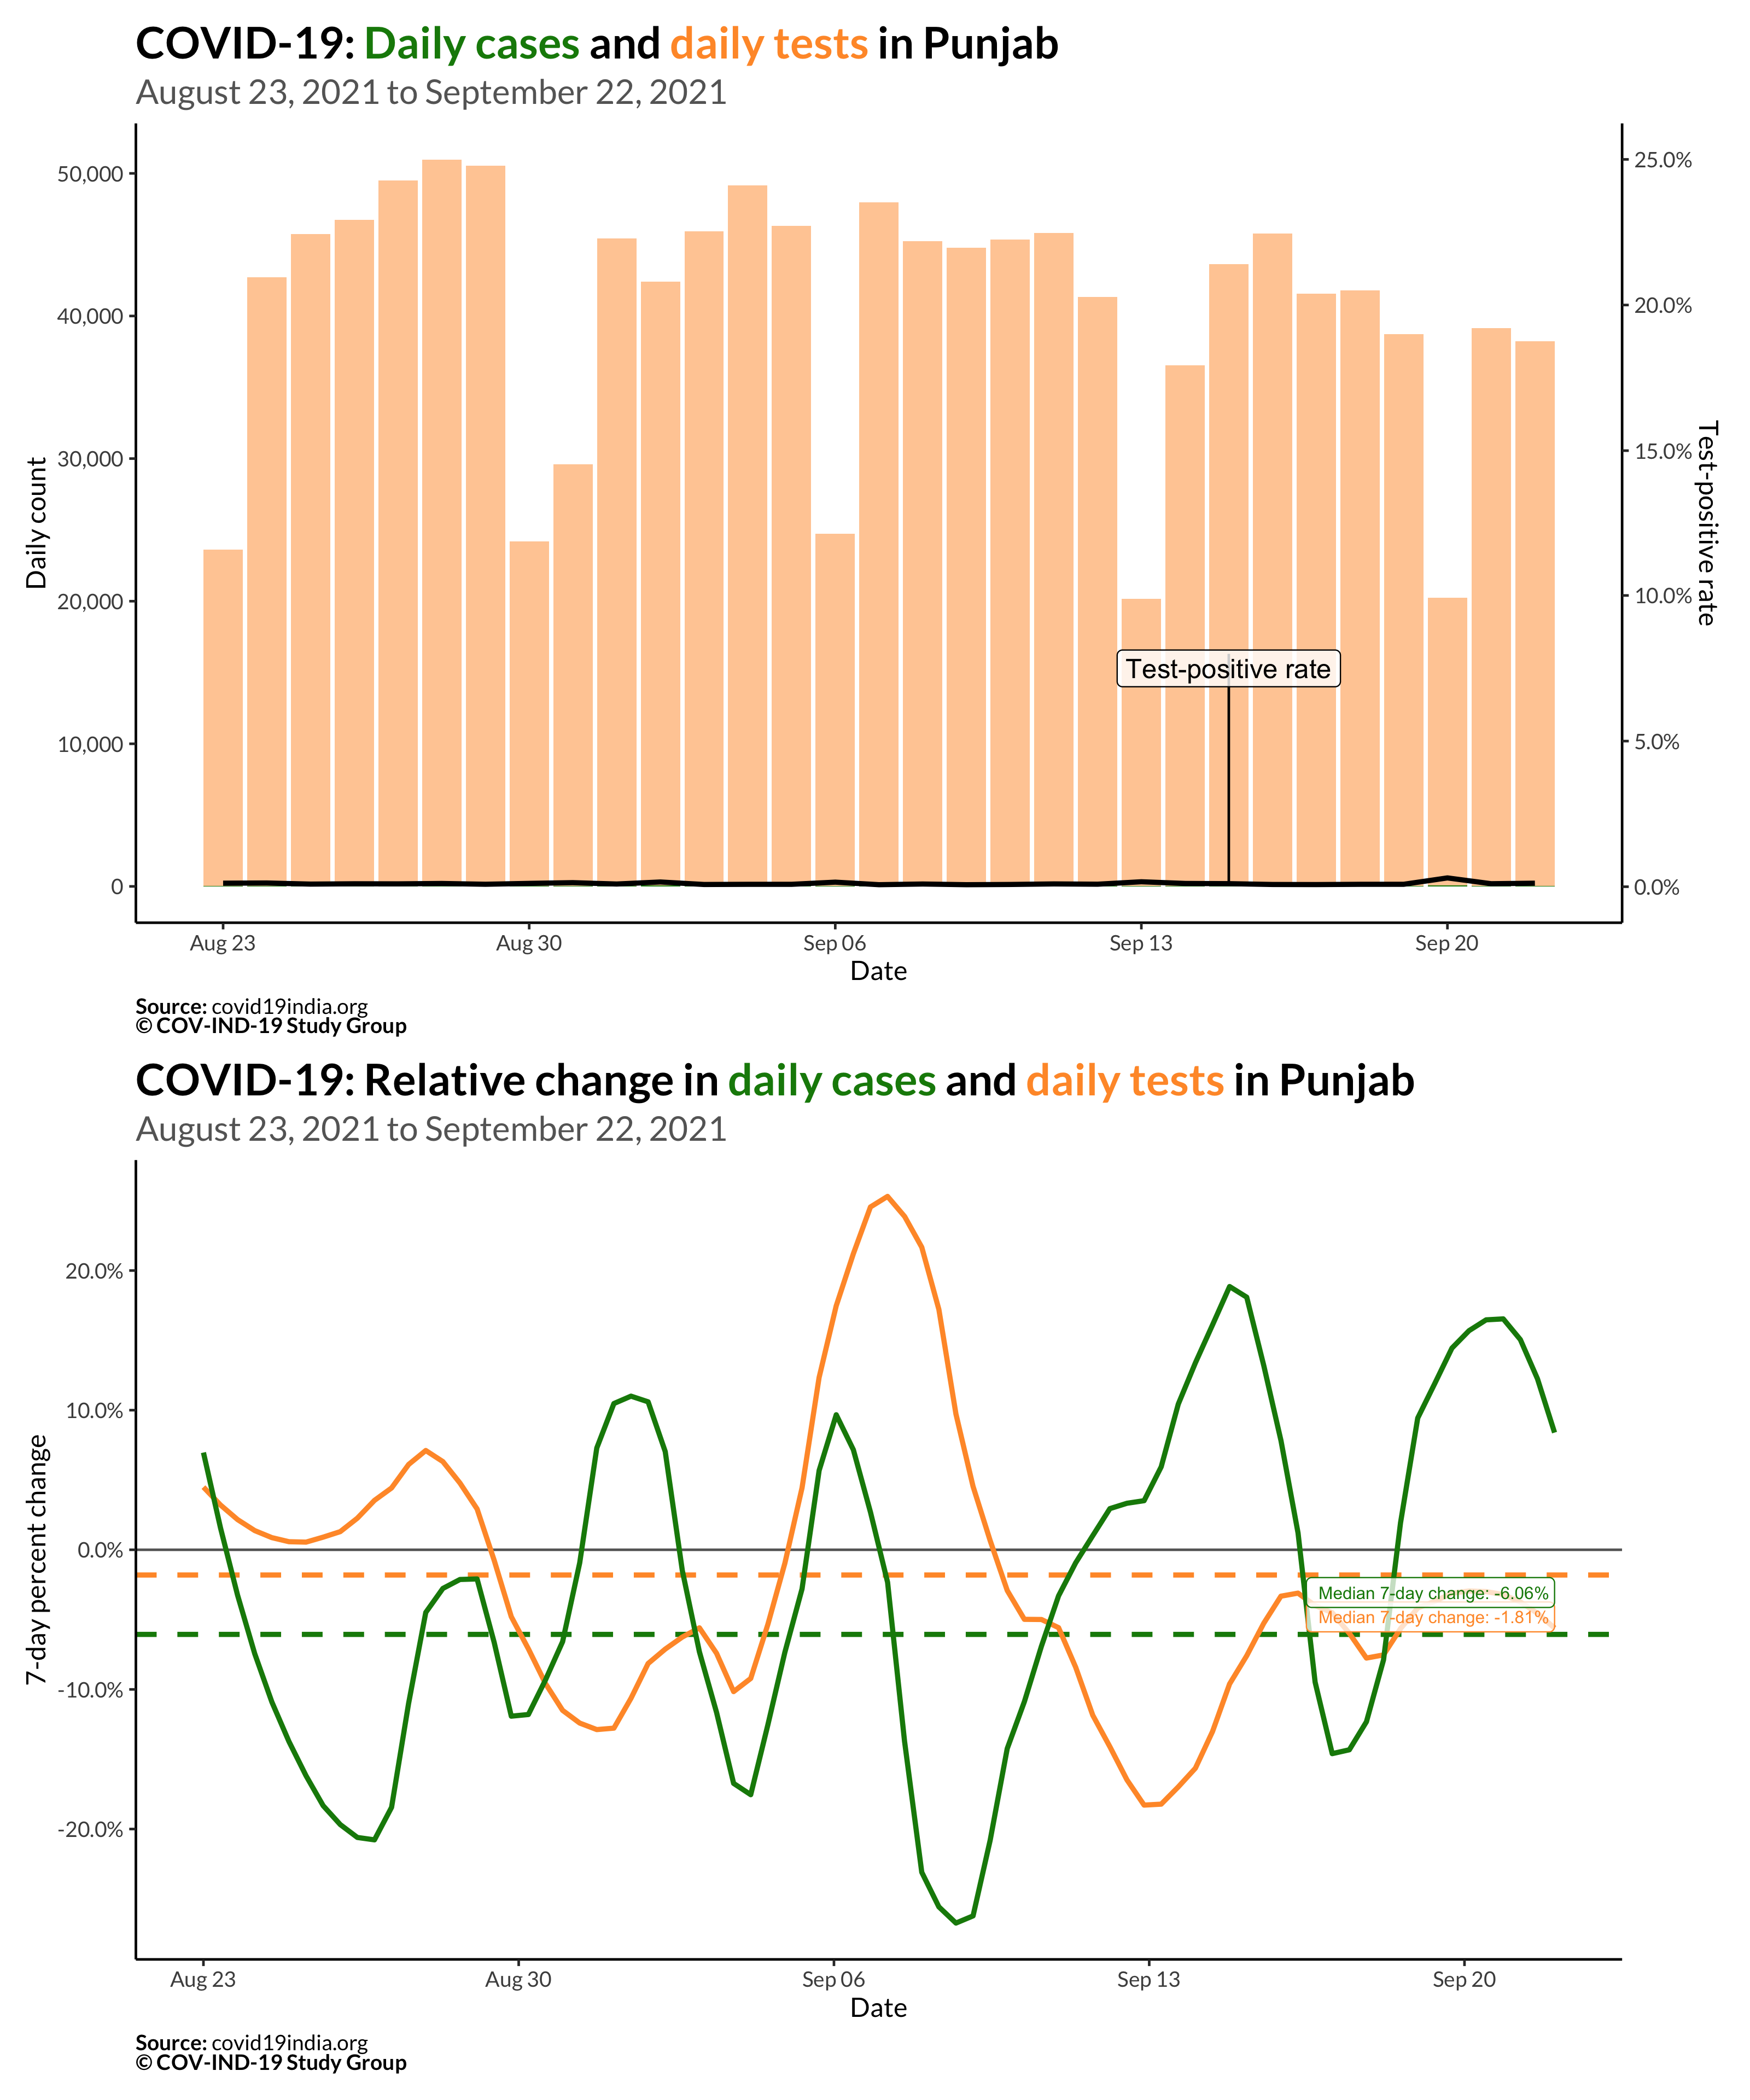 COVID-19: Daily cases and daily tests in Punjab
August 23, 2021 to September 22, 2021
50,000
40,000
30,000
20,000
10,000
0
Daily count
25.0%
20.0%
15.0%
10.0%
5.0%
0.0%
Test-positive rate
Test-positive rate
Aug 23
Aug 30
Sep 06
Sep 13
Sep 20
Date
Source: covid19india.org
© COV-IND-19 Study Group
COVID-19: Relative change in daily cases and daily tests in Punjab
August 23, 2021 to September 22, 2021
20.0%
10.0%
0.0%
-10.0%
-20.0%
7-day percent change
Median 7-day change: -6.06%
Median 7-day change: -1.81%
Aug 23
Aug 30
Sep 06
Sep 13
Sep 20
Date
Source: covid19india.org
© COV-IND-19 Study Group